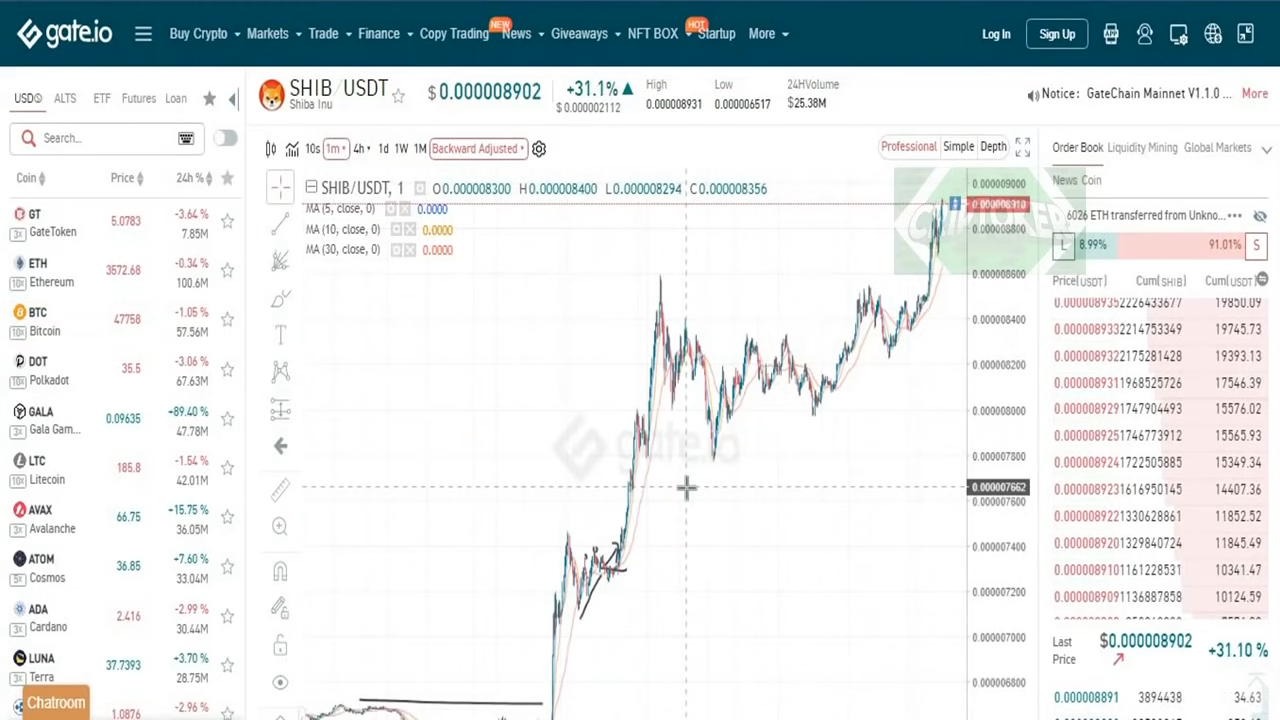 gate.io
Buy Crypto Markets Trade Finance Copy Trading NEW News Giveaways NFT BOX HOT Startup More
Log In Sign Up
USD ALTS ETF Futures Loan
Search...
Coin Price 24h %
GT 5.0783 -3.64 %
3X GateToken 7.85M
ETH 3572.68 -0.34 %
10X Ethereum 100.6M
BTC 47758 -1.05 %
10X Bitcoin 57.56M
DOT 35.5 -3.06 %
10X Polkadot 67.63M
GALA 0.09635 +89.40 %
3X Gala Gam... 47.78M
LTC 185.8 -1.54 %
10X Litecoin 42.01M
AVAX 66.75 +15.75 %
3X Avalanche 36.05M
ATOM 36.85 +7.60 %
5X Cosmos 33.04M
ADA 2.416 -2.99 %
3X Cardano 30.44M
LUNA 37.7393 +3.70 %
3X Terra 28.75M
1.0876 -2.96 %
Chatroom
SHIB/USDT
Shiba Inu
$0.000008902
+31.1%
$ 0.000002112
High
0.000008931
Low
0.000006517
24HVolume
$25.38M
Notice： GateChain Mainnet V1.1.0 ... More
10s 1m 4h 1d 1W 1M Backward Adjusted
Professional Simple Depth
SHIB/USDT, 1 O0.000008300 H0.000008400 L0.000008294 C0.000008356
MA (5, close, 0) 0.0000
MA (10, close, 0) 0.0000
MA (30, close, 0) 0.0000
gate.io
0.000009000
0.000008910
0.000008800
0.000008600
0.000008400
0.000008200
0.000008000
0.000007800
0.000007662
0.000007600
0.000007400
0.000007200
0.000007000
0.000006800
Order Book Liquidity Mining Global Markets
News Coin
6026 ETH transferred from Unkno...
L 8.99% 91.01% S
Price(USDT) Cum(SHIB) Cum(USDT)
0.000008935 2226433677 19850.09
0.000008933 2214753349 19745.73
0.000008932 2175281428 19393.13
0.000008931 1968525726 17546.39
0.000008929 1747904493 15576.02
0.000008925 1746773912 15565.93
0.000008924 1722505885 15349.34
0.000008923 1616950145 14407.36
0.000008922 1330628861 11852.52
0.000008920 1329840724 11845.49
0.000008910 1161228531 10341.47
0.000008909 1136887858 10124.59
Last
Price
$0.000008902
+31.10 %
0.000008891 3894438 34.63